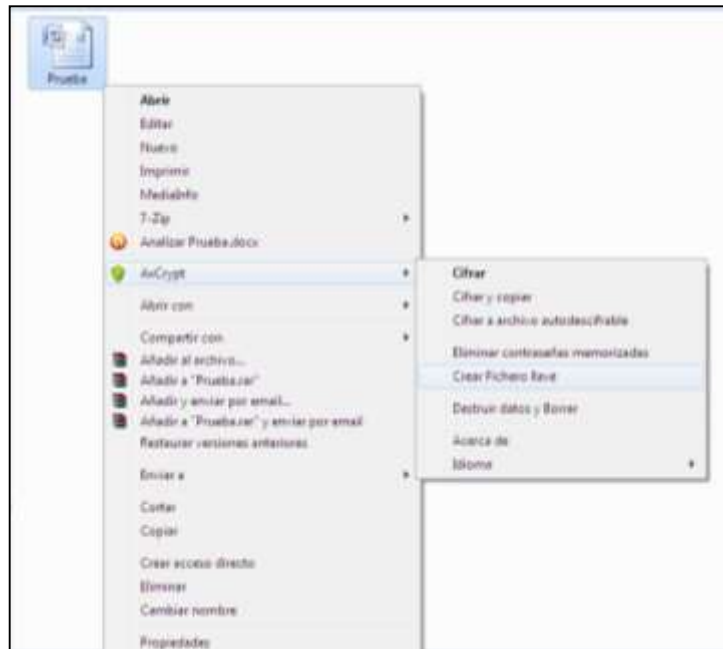 Prueba
Abrir
Editar
Nuevo
Imprimir
MediaInfo
7-Zip
Analizar Prueba.docx
AxCrypt
Abrir con
Compartir con
Añadir al archivo...
Añadir a "Prueba.rar"
Añadir y enviar por email...
Añadir a "Prueba.rar" y enviar por email
Restaurar versiones anteriores
Enviar a
Cortar
Copiar
Crear acceso directo
Eliminar
Cambiar nombre
Propiedades
Cifrar
Cifrar y copiar
Cifrar a archivo autodescifrable
Eliminar contraseñas memorizadas
Crear Fichero llave
Destruir datos y Borrar
Acerca de
Idioma